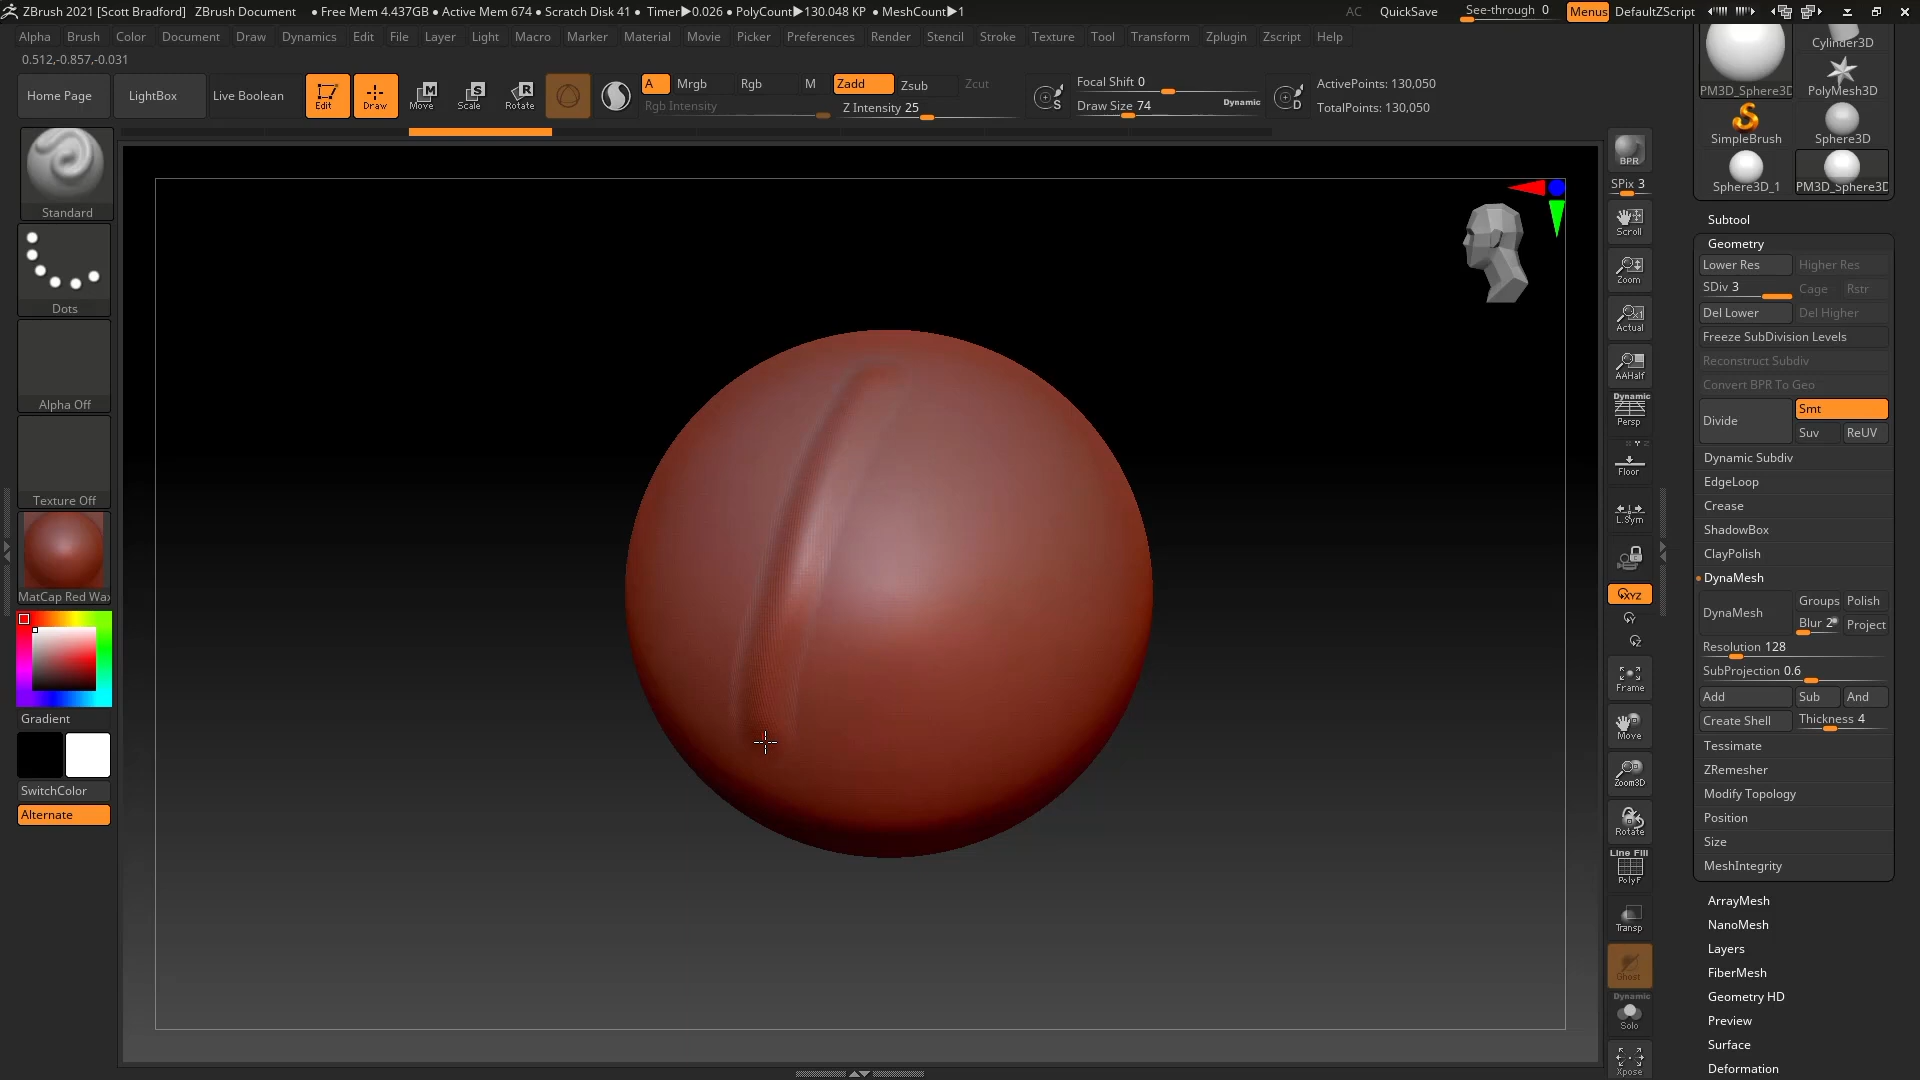 ZBrush 2021 [Scott Bradford] ZBrush Document • Free Mem 4.437GB • Active Mem 674 • Scratch Disk 41 • Timer▶0.026 • PolyCount▶130.048 KP • MeshCount▶1 AC QuickSave See-through 0 Menus DefaultZScript
Alpha Brush Color Document Draw Dynamics Edit File Layer Light Macro Marker Material Movie Picker Preferences Render Stencil Stroke Texture Tool Transform Zplugin Zscript Help
0.512,-0.857,-0.031
Home Page LightBox Live Boolean Edit Draw Move Scale Rotate
M S R
A Mrgb Rgb M Zadd Zsub Zcut
Rgb Intensity Z Intensity 25
S Focal Shift 0
Draw Size 74 Dynamic
D ActivePoints: 130,050
TotalPoints: 130,050
Standard
Dots
Alpha Off
Texture Off
MatCap Red Wax
Gradient
SwitchColor
Alternate
BPR
SPix 3
Scroll
Zoom
Actual
AAHalf
Dynamic
Persp
Floor
L.Sym
XYZ
Y
Z
Frame
Move
Zoom3D
Rotate
Line Fill
PolyF
Transp
Ghost
Dynamic
Solo
Xpose
Cylinder3D
PM3D_Sphere3D PolyMesh3D
SimpleBrush Sphere3D
Sphere3D_1 PM3D_Sphere3D
Subtool
Geometry
Lower Res Higher Res
SDiv 3 Cage Rstr
Del Lower Del Higher
Freeze SubDivision Levels
Reconstruct Subdiv
Convert BPR To Geo
Divide Smt
Suv ReUV
Dynamic Subdiv
EdgeLoop
Crease
ShadowBox
ClayPolish
DynaMesh
DynaMesh Groups Polish
Blur 2 Project
Resolution 128
SubProjection 0.6
Add Sub And
Create Shell Thickness 4
Tessimate
ZRemesher
Modify Topology
Position
Size
MeshIntegrity
ArrayMesh
NanoMesh
Layers
FiberMesh
Geometry HD
Preview
Surface
Deformation